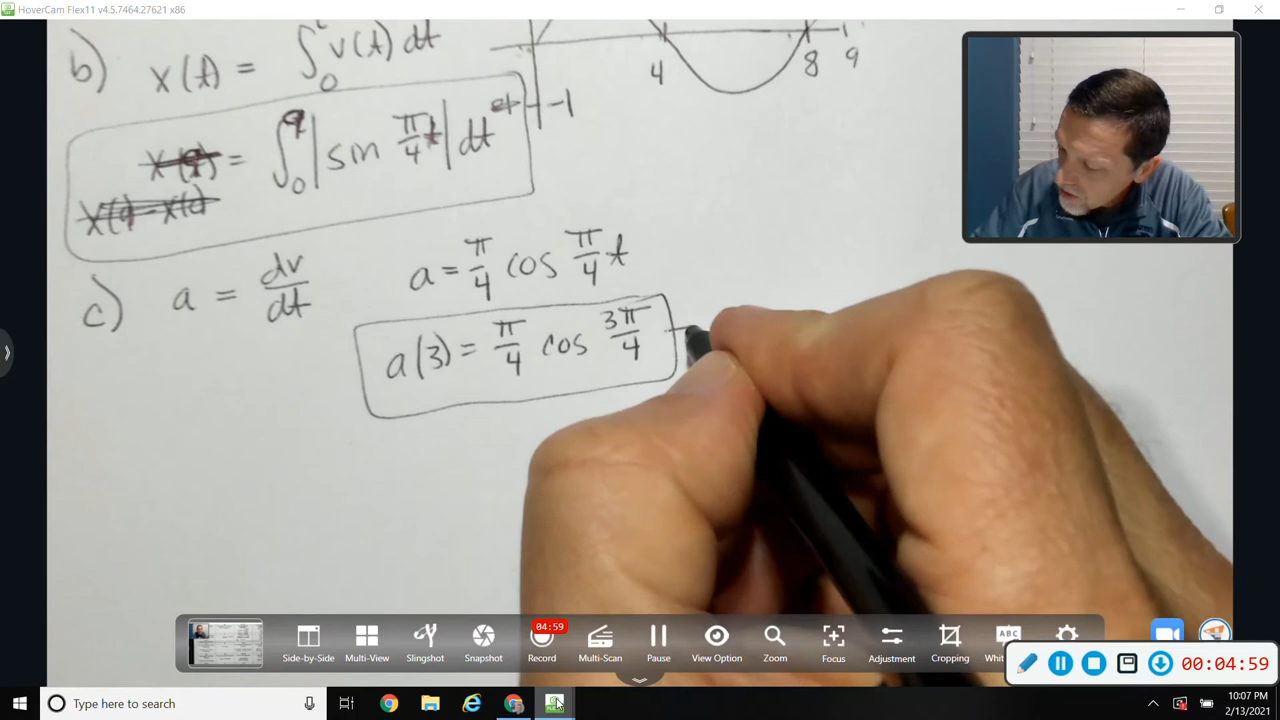 HoverCam Flex11 v4.5.7464.27621 x86
b) x(t) = ∫₀ᵗ v(t) dt
4 8 9
-1
= ∫₀⁹ |sin π/4 t| dt
c) a = dv/dt a = π/4 cos π/4 t
a(3) = π/4 cos 3π/4
04:59
Side-by-Side Multi-View Slingshot Snapshot Record Multi-Scan Pause View Option Zoom Focus Adjustment Cropping
ABC
00:04:59
Type here to search
10:07 PM
2/13/2021